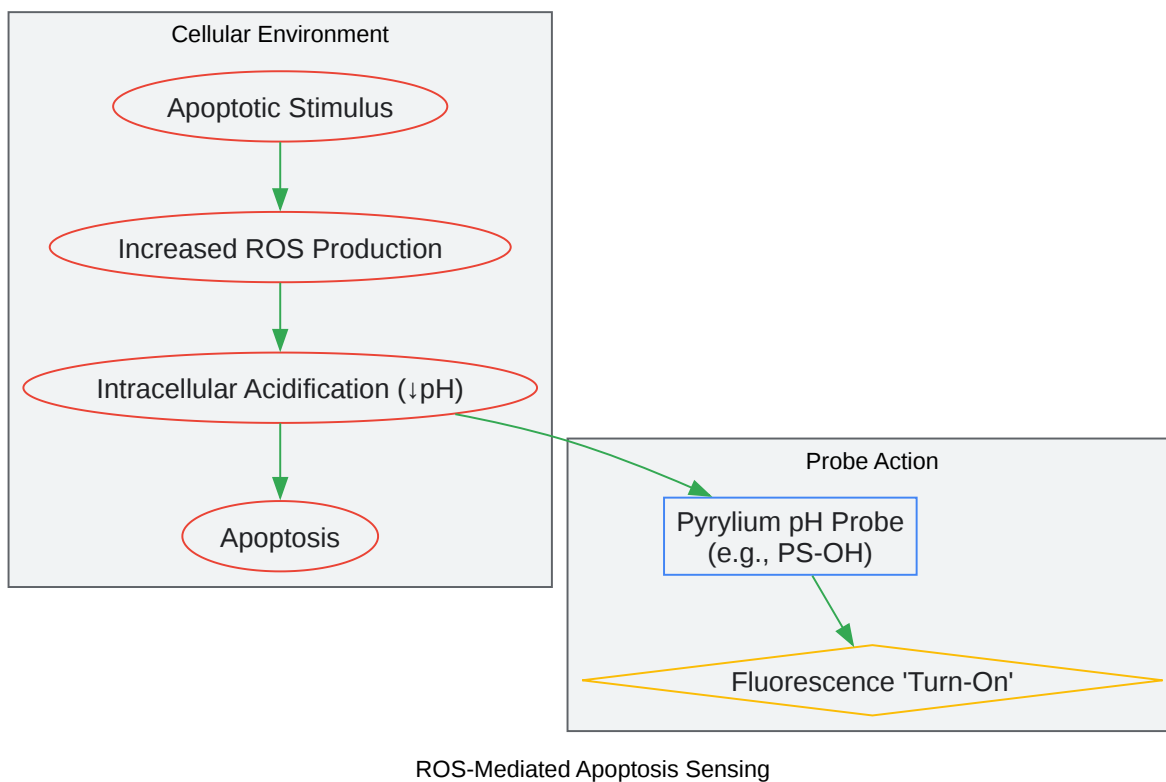 Cellular Environment
Apoptotic Stimulus
Increased ROS Production
Intracellular Acidification (↓pH)
Apoptosis
Probe Action
Pyrylium pH Probe
(e.g., PS-OH)
Fluorescence 'Turn-On'
ROS-Mediated Apoptosis Sensing